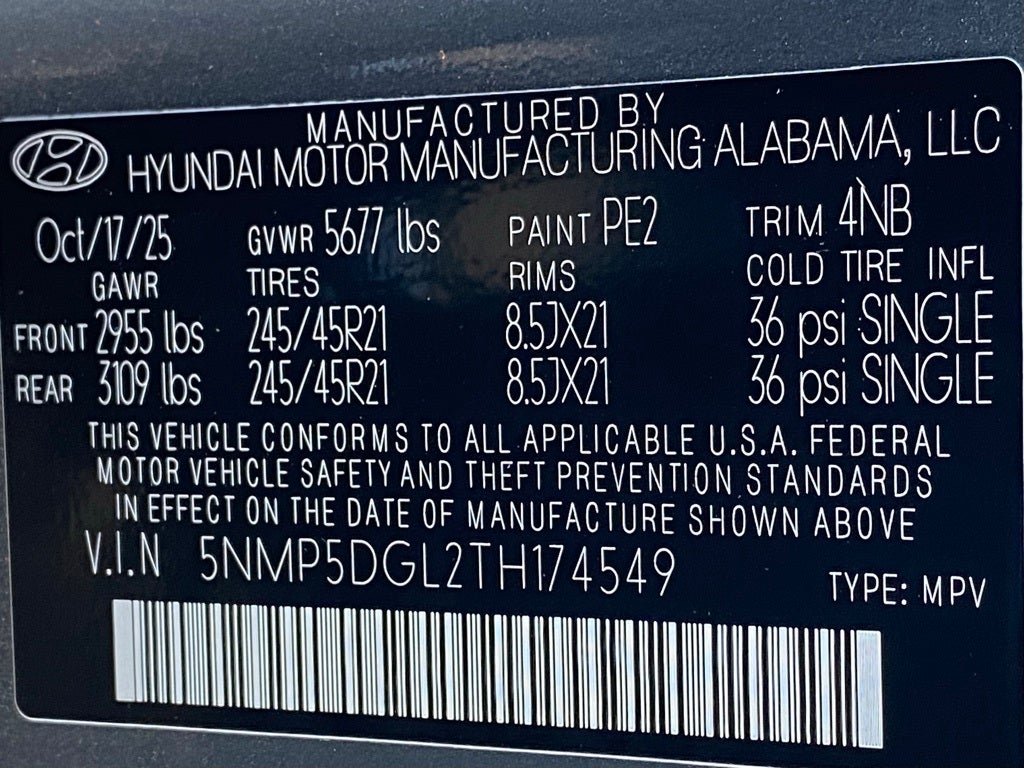 MANUFACTURED BY
HYUNDAI MOTOR MANUFACTURING ALABAMA, LLC
Oct/17/25 GVWR 5677 lbs PAINT PE2 TRIM 4NB
GAWR TIRES RIMS COLD TIRE INFL
FRONT 2955 lbs 245/45R21 8.5JX21 36 psi SINGLE
REAR 3109 lbs 245/45R21 8.5JX21 36 psi SINGLE
THIS VEHICLE CONFORMS TO ALL APPLICABLE U.S.A. FEDERAL
MOTOR VEHICLE SAFETY AND THEFT PREVENTION STANDARDS
IN EFFECT ON THE DATE OF MANUFACTURE SHOWN ABOVE
V.I.N 5NMP5DGL2TH174549 TYPE: MPV